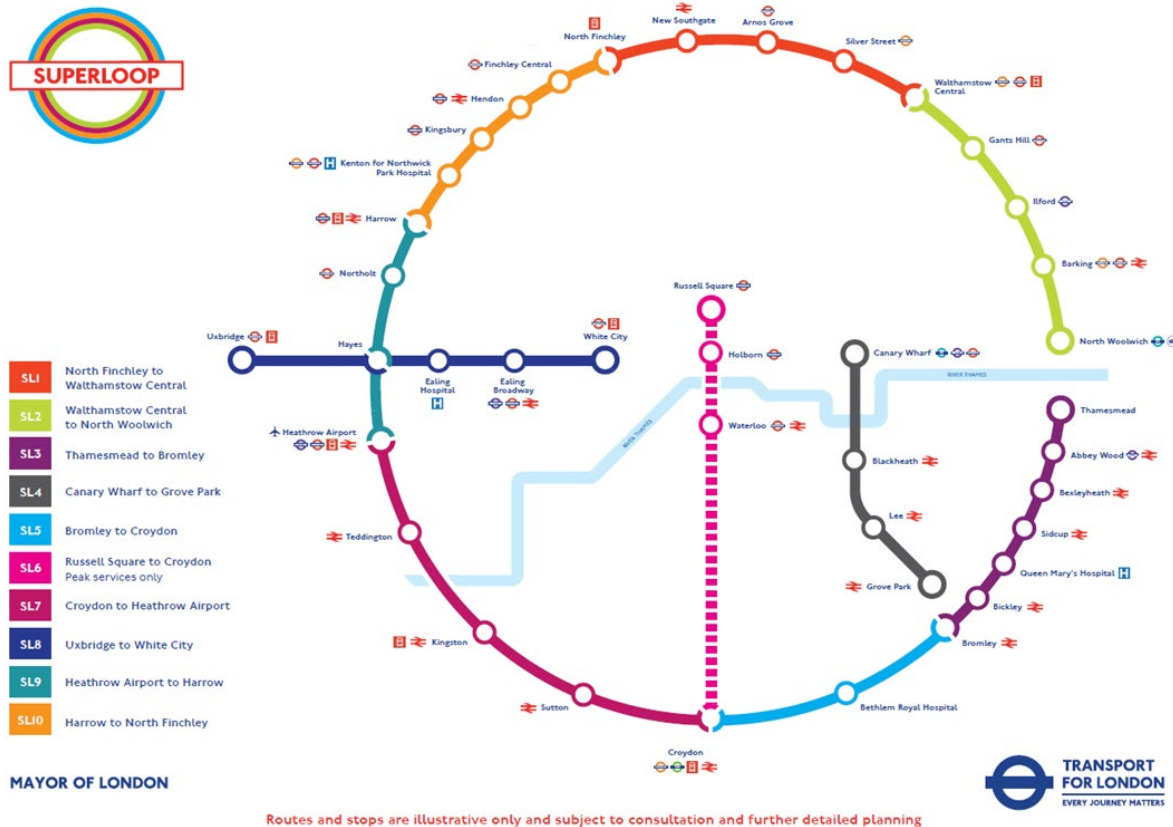 SUPERLOOP
North Finchley
New Southgate
Arnos Grove
Silver Street
Walthamstow
Central
Finchley Central
Hendon
Kingsbury
Kenton for Northwick
Park Hospital
H
Harrow
Northolt
Gants Hill
Ilford
Barking
North Woolwich
Russell Square
Holborn
Waterloo
Uxbridge
Hayes
White City
Ealing
Hospital
H
Ealing
Broadway
Canary Wharf
RIVER THAMES
RIVER THAMES
Heathrow Airport
Thamesmead
Abbey Wood
Bexleyheath
Sidcup
Queen Mary's Hospital H
Bickley
Bromley
Blackheath
Lee
Grove Park
Teddington
Kingston
Sutton
Croydon
Bethlem Royal Hospital
SL1 North Finchley to
Walthamstow Central
SL2 Walthamstow Central
to North Woolwich
SL3 Thamesmead to Bromley
SL4 Canary Wharf to Grove Park
SL5 Bromley to Croydon
SL6 Russell Square to Croydon
Peak services only
SL7 Croydon to Heathrow Airport
SL8 Uxbridge to White City
SL9 Heathrow Airport to Harrow
SL10 Harrow to North Finchley
MAYOR OF LONDON
TRANSPORT
FOR LONDON
EVERY JOURNEY MATTERS
Routes and stops are illustrative only and subject to consultation and further detailed planning